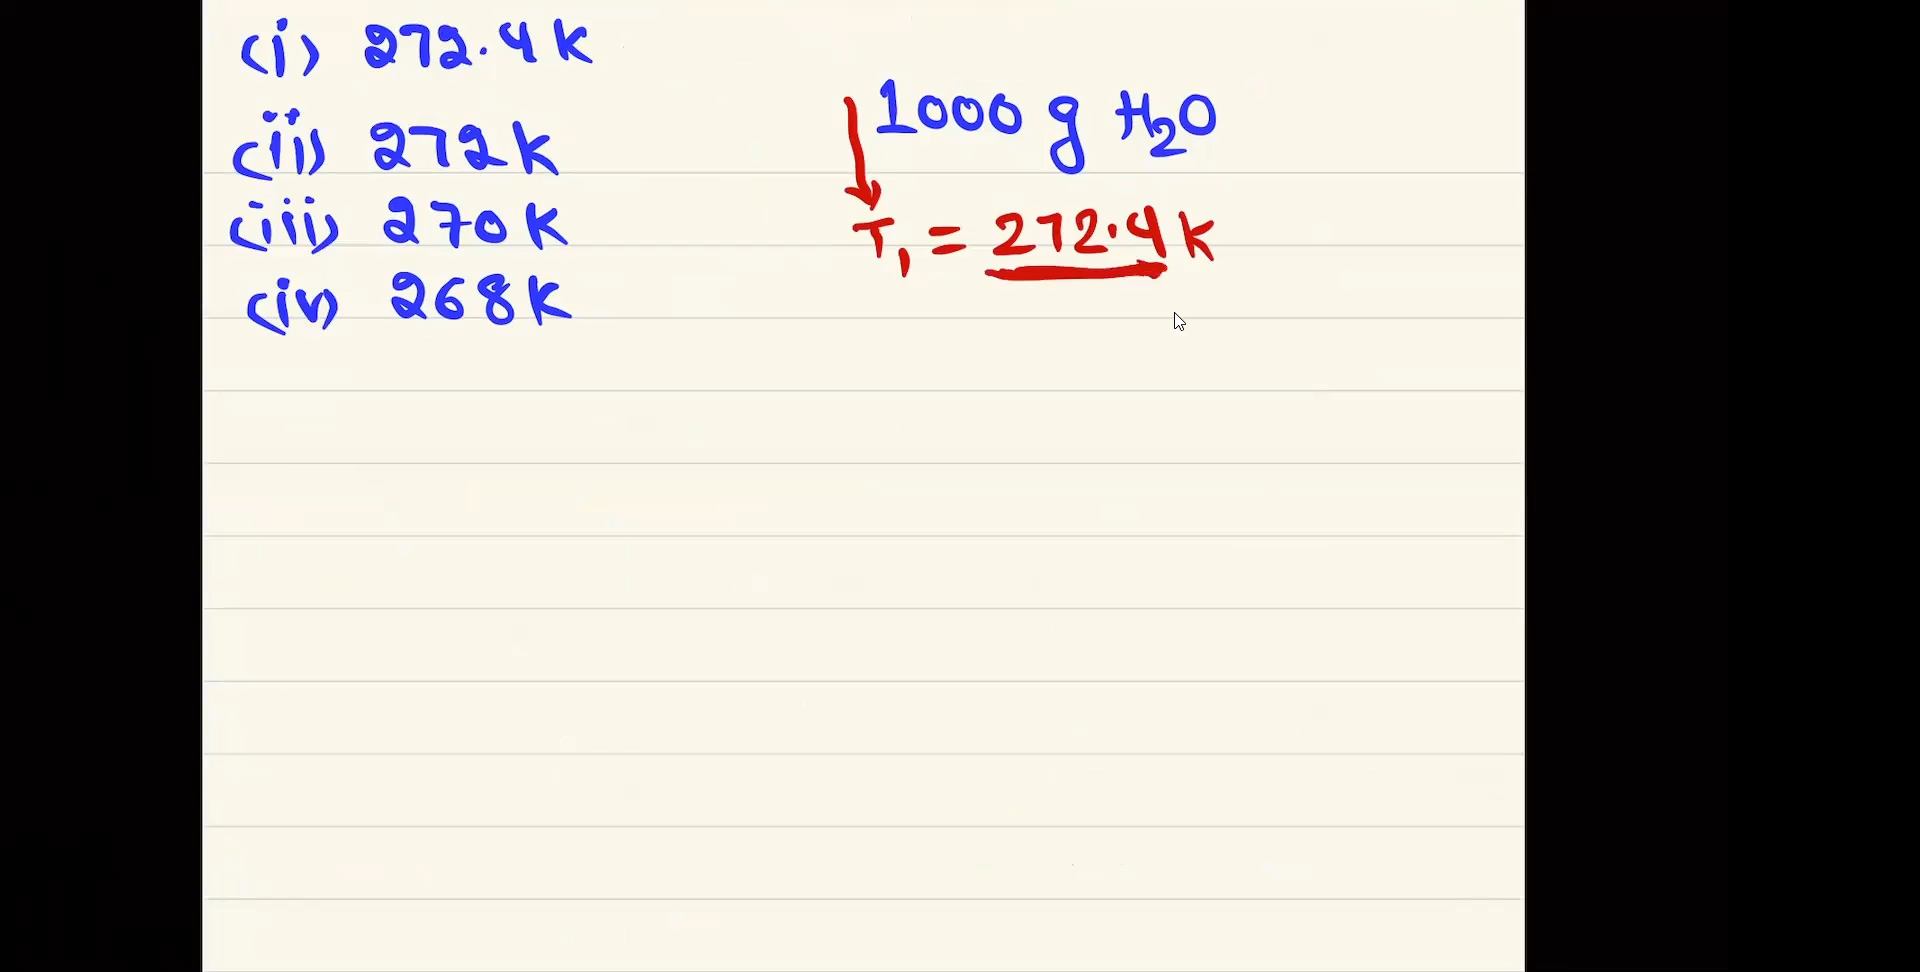 (i) 272.4 K
(ii) 272 K
(iii) 270 K
(iv) 268 K
1000 g H₂O
T₁ = 272.4 K